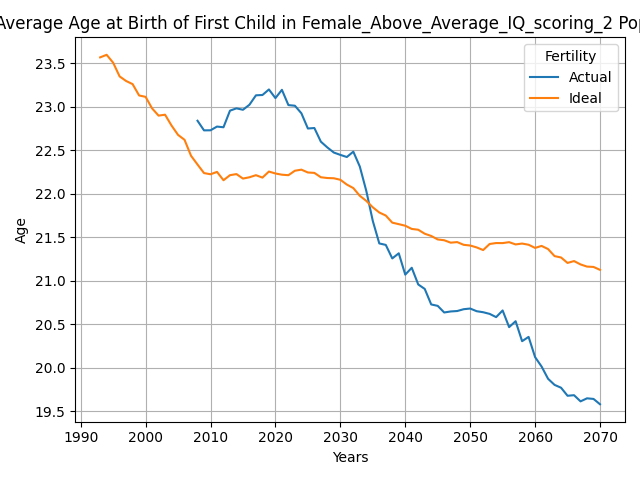 Average Age at Birth of First Child in Female_Above_Average_IQ_scoring_2 Pop
Fertility
Actual
Ideal
Age
23.5
23.0
22.5
22.0
21.5
21.0
20.5
20.0
19.5
1990 2000 2010 2020 2030 2040 2050 2060 2070
Years